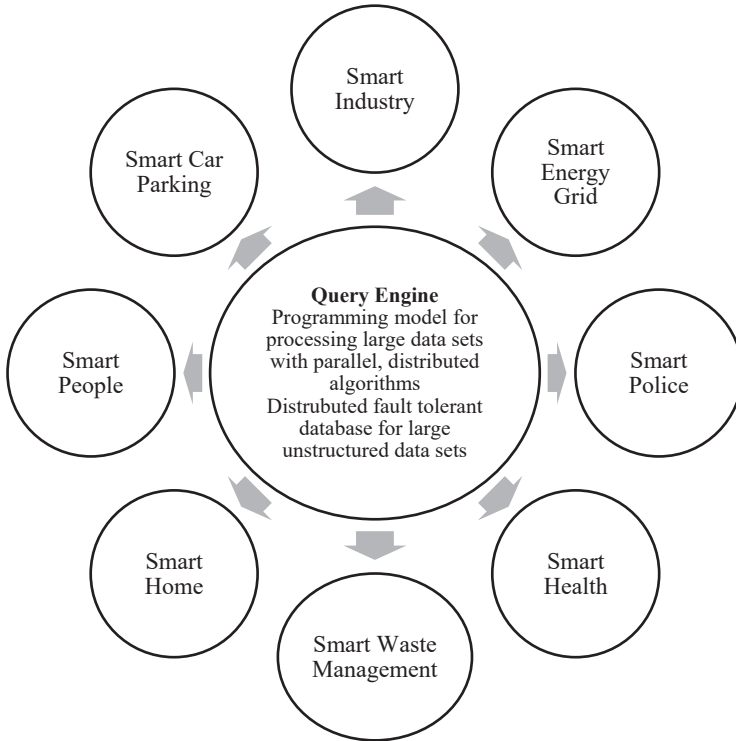 Smart
Industry
Smart Car
Parking
Smart
Energy
Grid
Query Engine
Programming model for
processing large data sets
with parallel, distributed
algorithms
Distrubuted fault tolerant
database for large
unstructured data sets
Smart
People
Smart
Police
Smart
Home
Smart
Health
Smart Waste
Management